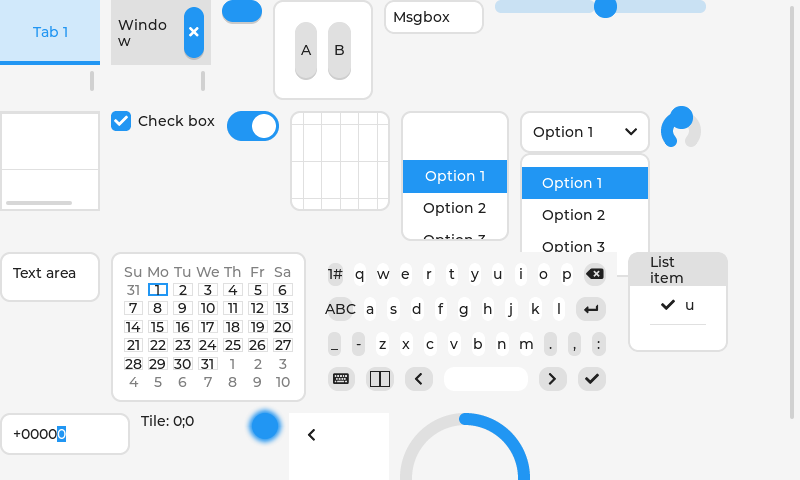 Tab 1
Windo
w
A B
Msgbox
Check box
Option 1
Option 2
Option 3
Option 1
Option 1
Option 2
Option 3
Text area
Su Mo Tu We Th Fr Sa
31 1 2 3 4 5 6
7 8 9 10 11 12 13
14 15 16 17 18 19 20
21 22 23 24 25 26 27
28 29 30 31 1 2 3
4 5 6 7 8 9 10
1# q w e r t y u i o p
ABC a s d f g h j k l
_ - z x c v b n m . , :
List
item
u
+00000
Tile: 0;0